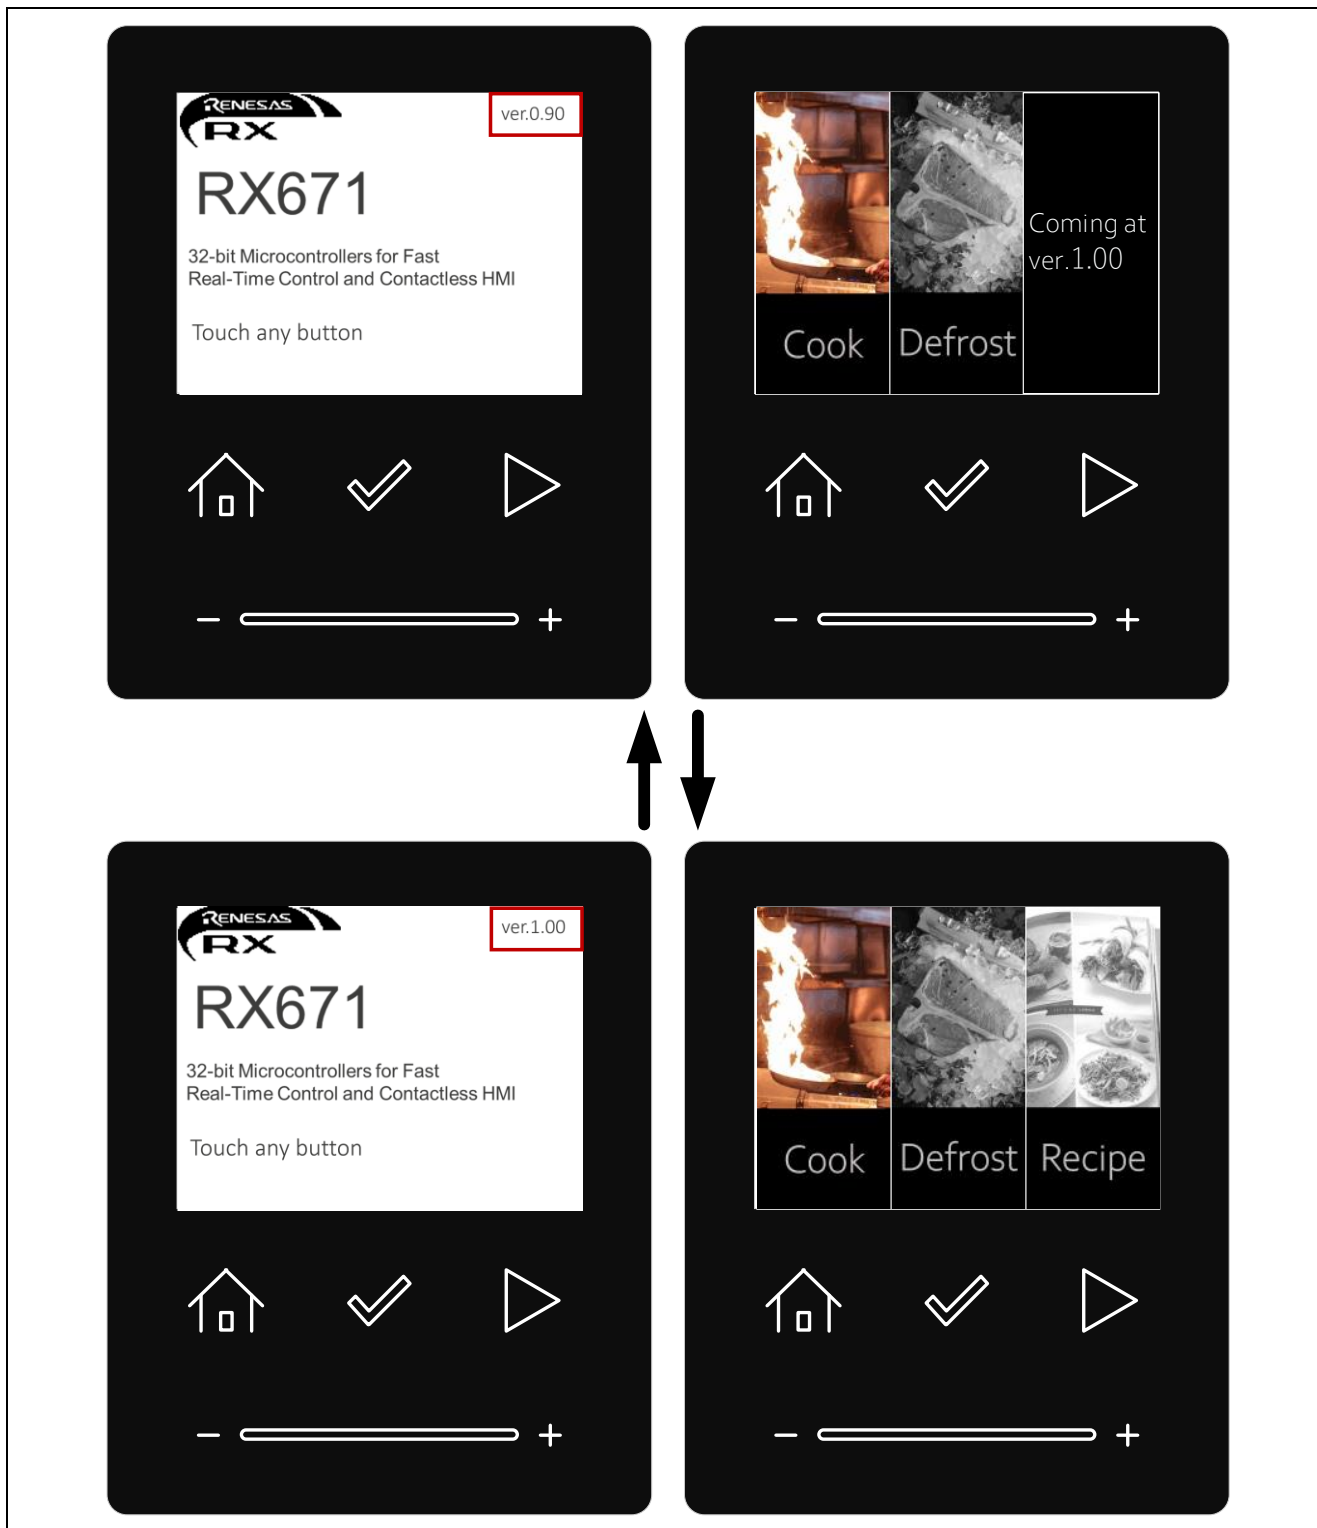 RENESAS
RX
ver.0.90
RX671
32-bit Microcontrollers for Fast
Real-Time Control and Contactless HMI
Touch any button
Coming at
ver.1.00
Cook
Defrost
RENESAS
RX
ver.1.00
RX671
32-bit Microcontrollers for Fast
Real-Time Control and Contactless HMI
Touch any button
Cook
Defrost
Recipe